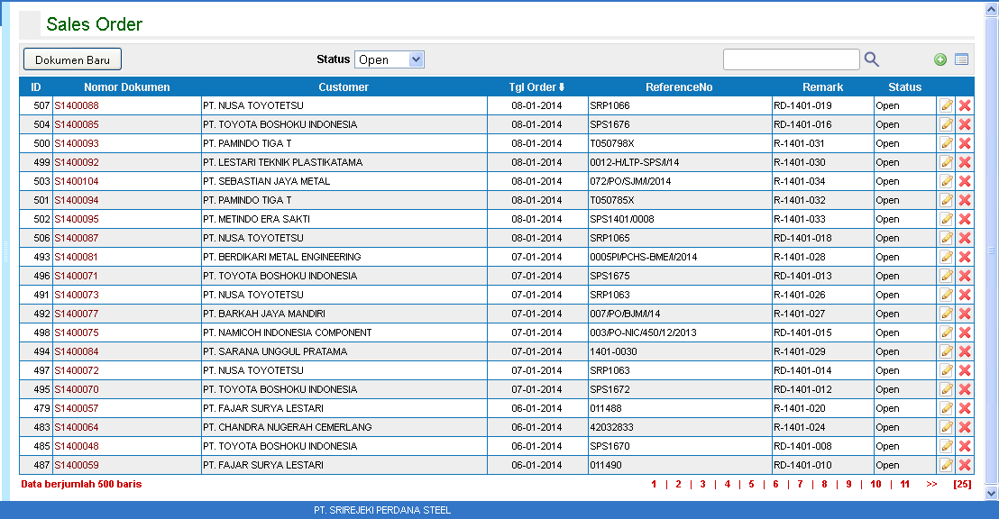 Sales Order
Dokumen Baru Status Open
ID Nomor Dokumen Customer Tgl Order ReferenceNo Remark Status
507 S1400088 PT. NUSA TOYOTETSU 08-01-2014 SRP1066 RD-1401-019 Open
504 S1400085 PT. TOYOTA BOSHOKU INDONESIA 08-01-2014 SPS1676 RD-1401-016 Open
500 S1400093 PT. PAMINDO TIGA T 08-01-2014 T050798X R-1401-031 Open
499 S1400092 PT. LESTARI TEKNIK PLASTIKATAMA 08-01-2014 0012-H/LTP-SPS/I/14 R-1401-030 Open
503 S1400104 PT. SEBASTIAN JAYA METAL 08-01-2014 072/PO/SJM/I/2014 R-1401-034 Open
501 S1400094 PT. PAMINDO TIGA T 08-01-2014 T050785X R-1401-032 Open
502 S1400095 PT. METINDO ERA SAKTI 08-01-2014 SPS1401/0008 R-1401-033 Open
506 S1400087 PT. NUSA TOYOTETSU 08-01-2014 SRP1065 RD-1401-018 Open
493 S1400081 PT. BERDIKARI METAL ENGINEERING 07-01-2014 0005PI/PCHS-BME/I/2014 R-1401-028 Open
496 S1400071 PT. TOYOTA BOSHOKU INDONESIA 07-01-2014 SPS1675 RD-1401-013 Open
491 S1400073 PT. NUSA TOYOTETSU 07-01-2014 SRP1063 R-1401-026 Open
492 S1400077 PT. BARKAH JAYA MANDIRI 07-01-2014 007/PO/BJM/I/14 R-1401-027 Open
498 S1400075 PT. NAMICOH INDONESIA COMPONENT 07-01-2014 003/PO-NIC/450/12/2013 RD-1401-015 Open
494 S1400084 PT. SARANA UNGGUL PRATAMA 07-01-2014 1401-0030 R-1401-029 Open
497 S1400072 PT. NUSA TOYOTETSU 07-01-2014 SRP1063 RD-1401-014 Open
495 S1400070 PT. TOYOTA BOSHOKU INDONESIA 07-01-2014 SPS1672 RD-1401-012 Open
479 S1400057 PT. FAJAR SURYA LESTARI 06-01-2014 011488 R-1401-020 Open
483 S1400064 PT. CHANDRA NUGERAH CEMERLANG 06-01-2014 42032833 R-1401-024 Open
485 S1400048 PT. TOYOTA BOSHOKU INDONESIA 06-01-2014 SPS1670 RD-1401-008 Open
487 S1400059 PT. FAJAR SURYA LESTARI 06-01-2014 011490 RD-1401-010 Open
Data berjumlah 500 baris 1 | 2 | 3 | 4 | 5 | 6 | 7 | 8 | 9 | 10 | 11 >> [25]
PT. SRIREJEKI PERDANA STEEL